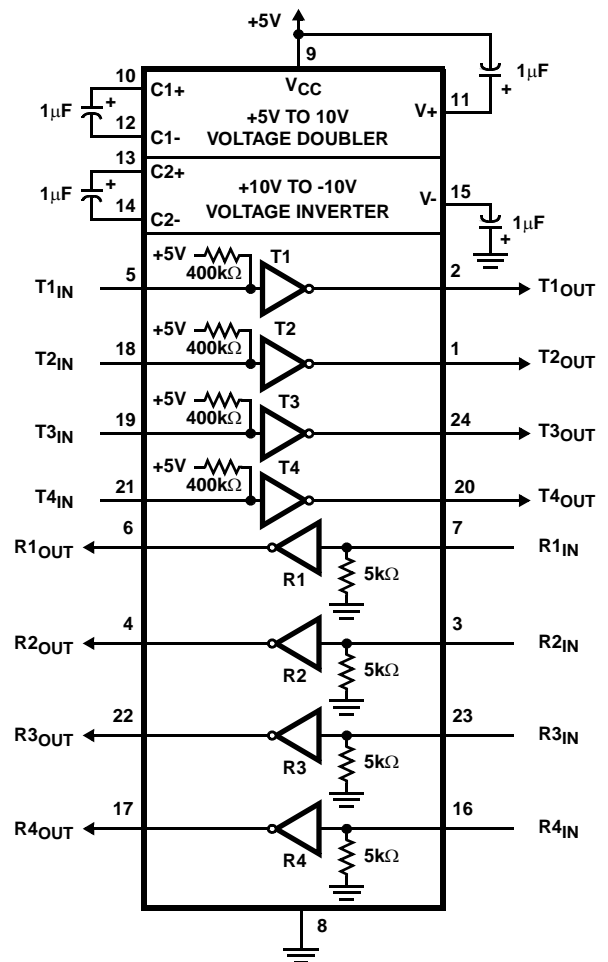 +5V
9
1µF
10
C1+
VCC
V+
11
+
1µF
+
12
C1-
+5V TO 10V
VOLTAGE DOUBLER
13
C2+
+10V TO -10V
VOLTAGE INVERTER
V-
15
1µF
+
14
C2-
1µF
+
+5V
400kΩ
T1
T1IN
5
2
T1OUT
+5V
400kΩ
T2
T2IN
18
1
T2OUT
+5V
400kΩ
T3
T3IN
19
24
T3OUT
+5V
400kΩ
T4
T4IN
21
20
T4OUT
R1OUT
6
7
R1IN
R1
5kΩ
R2OUT
4
3
R2IN
R2
5kΩ
R3OUT
22
23
R3IN
R3
5kΩ
R4OUT
17
16
R4IN
R4
5kΩ
8